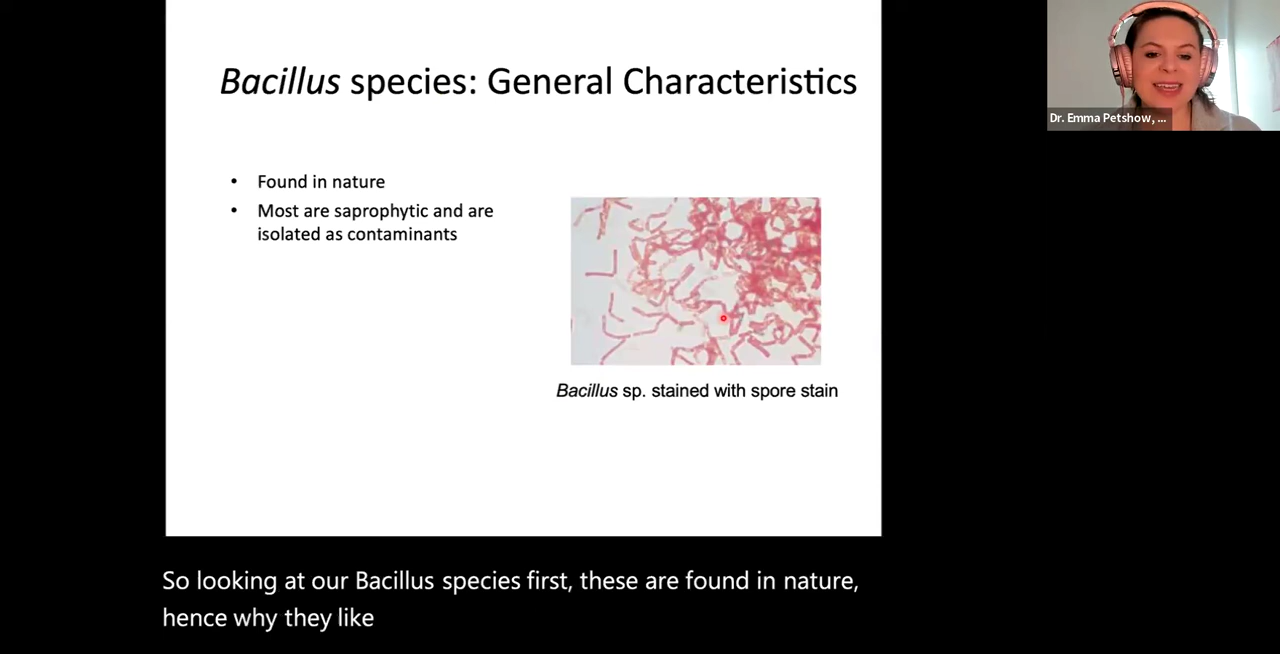 Bacillus species: General Characteristics
• Found in nature
• Most are saprophytic and are
isolated as contaminants
Bacillus sp. stained with spore stain
Dr. Emma Petshow, ...
So looking at our Bacillus species first, these are found in nature,
hence why they like